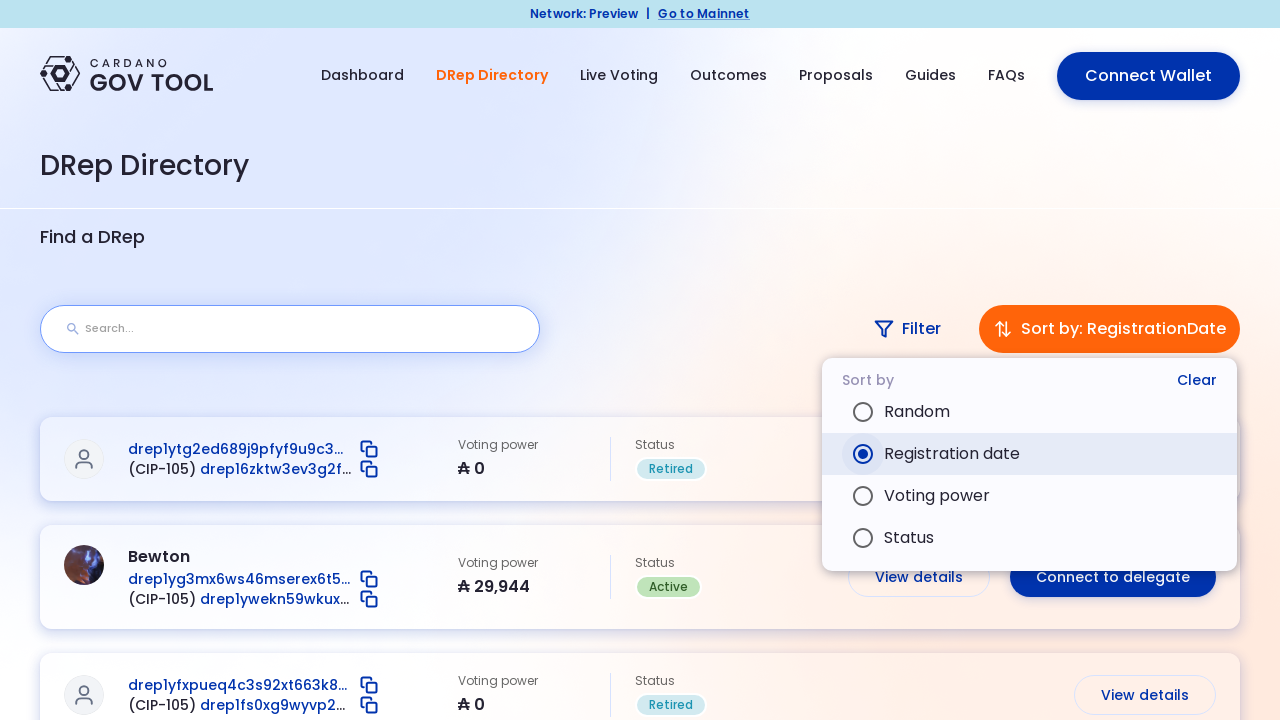 Network: Preview | Go to Mainnet
CARDANO
GOV TOOL
Dashboard
DRep Directory
Live Voting
Outcomes
Proposals
Guides
FAQs
Connect Wallet
DRep Directory
Find a DRep
Search...
Filter
Sort by: RegistrationDate
Sort by
Clear
Random
Registration date
Voting power
Status
drep1ytg2ed689j9pfyf9u9c3...
(CIP-105) drep16zktw3ev3g2f...
Voting power
₳ 0
Status
Retired
Bewton
drep1yg3mx6ws46mserex6t5...
(CIP-105) drep1ywekn59wkux...
Voting power
₳ 29,944
Status
Active
View details
Connect to delegate
drep1yfxpueq4c3s92xt663k8...
(CIP-105) drep1fs0xg9wyvp2...
Voting power
₳ 0
Status
Retired
View details